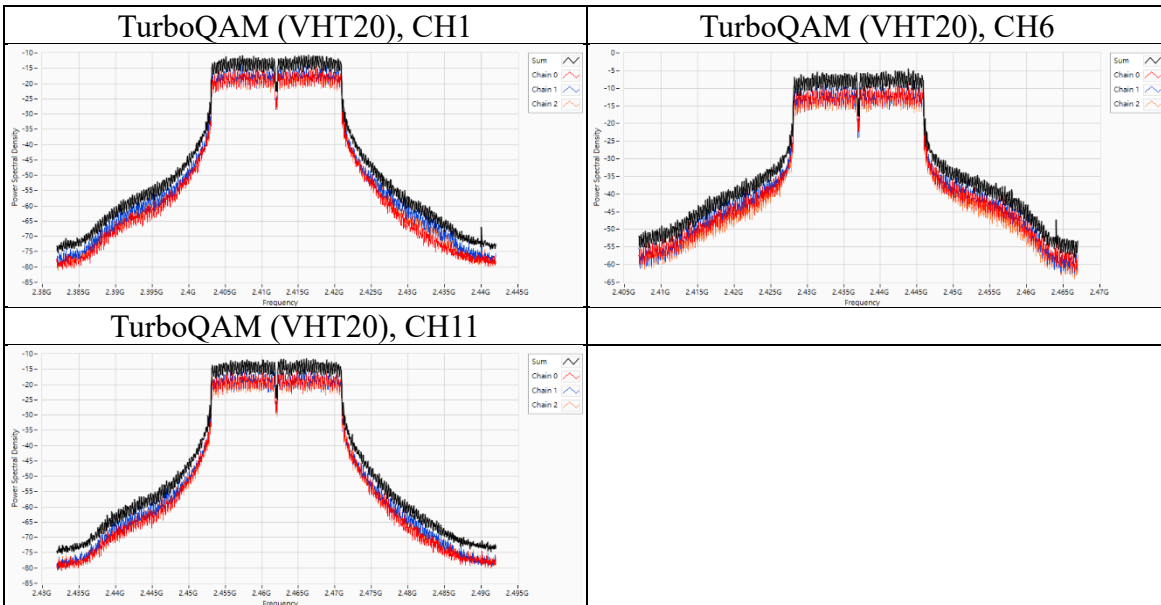 TurboQAM (VHT20), CH1
TurboQAM (VHT20), CH6
-10
-15
-20
-25
-30
-35
-40
-45
-50
-55
-60
-65
-70
-75
-80
-85
Power Spectral Density
2.38G 2.385G 2.39G 2.395G 2.4G 2.405G 2.41G 2.415G 2.42G 2.425G 2.43G 2.435G 2.44G 2.445G
Frequency
Sum
Chain 0
Chain 1
Chain 2
0
-5
-10
-15
-20
-25
-30
-35
-40
-45
-50
-55
-60
-65
Power Spectral Density
2.405G 2.41G 2.415G 2.42G 2.425G 2.43G 2.435G 2.44G 2.445G 2.45G 2.455G 2.46G 2.465G 2.47G
Frequency
Sum
Chain 0
Chain 1
Chain 2
TurboQAM (VHT20), CH11
-10
-15
-20
-25
-30
-35
-40
-45
-50
-55
-60
-65
-70
-75
-80
-85
Power Spectral Density
2.43G 2.435G 2.44G 2.445G 2.45G 2.455G 2.46G 2.465G 2.47G 2.475G 2.48G 2.485G 2.49G 2.495G
Frequency
Sum
Chain 0
Chain 1
Chain 2